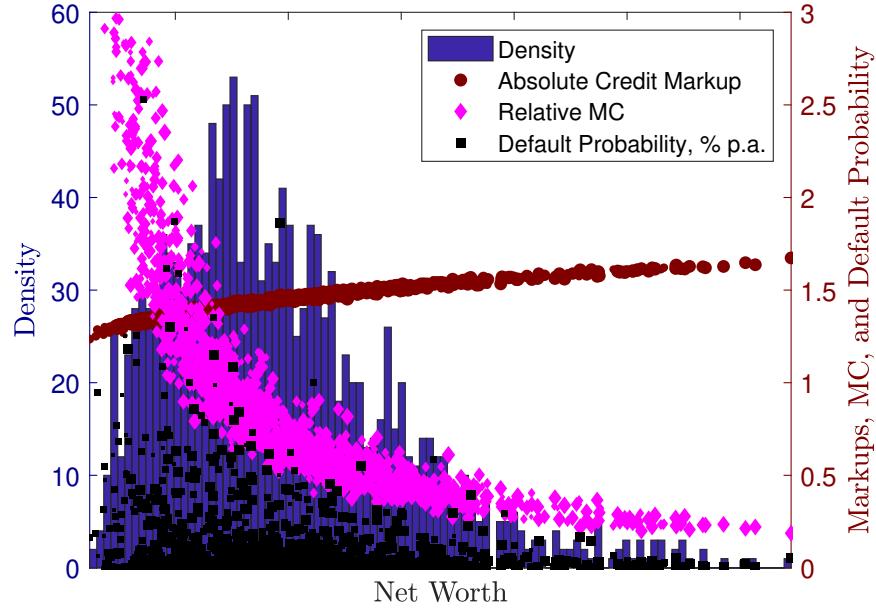 60
50
40
30
20
10
0
Density
Density
Absolute Credit Markup
Relative MC
Default Probability, % p.a.
3
2.5
2
1.5
1
0.5
0
Markups, MC, and Default Probability
Net Worth